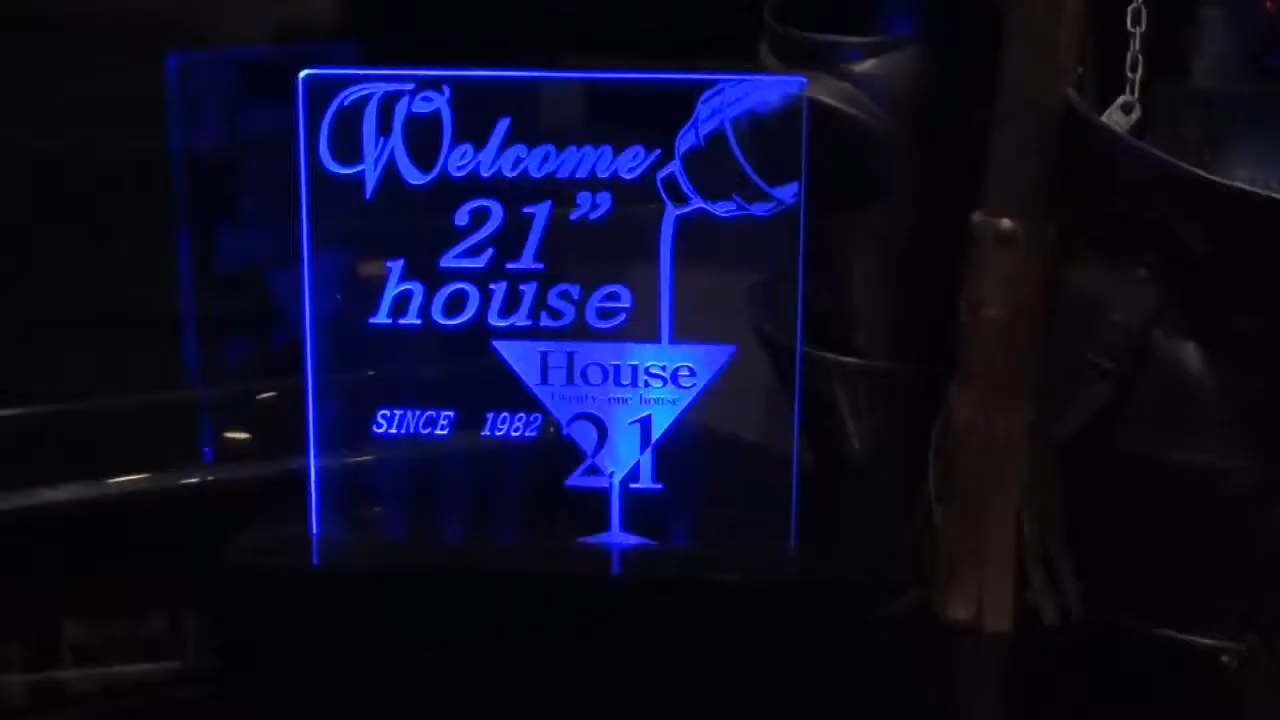 Welcome
21”
house
House
Twenty-one house
21
SINCE 1982